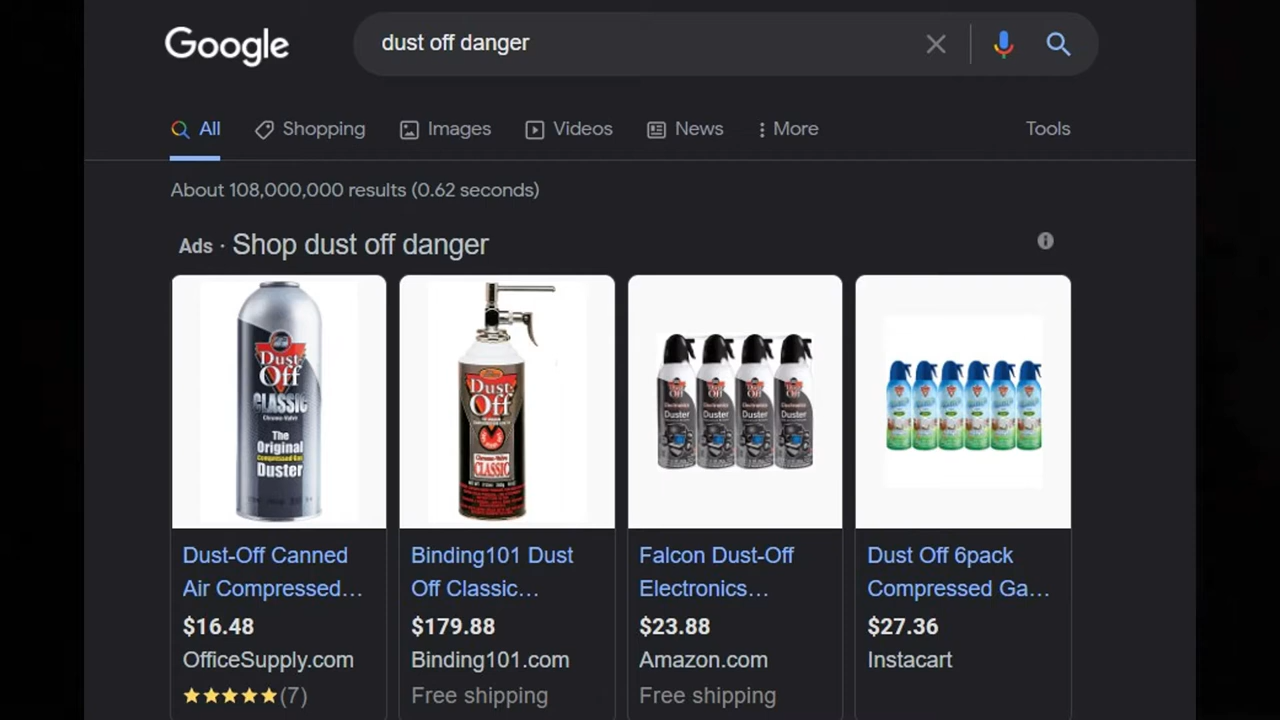 Google
dust off danger
All
Shopping
Images
Videos
News
More
Tools
About 108,000,000 results (0.62 seconds)
Ads · Shop dust off danger
Dust-Off
CLASSIC
The
Original
Compressed Gas
Duster
Dust-Off
CLASSIC
Dust-Off
Electronics
Duster
Dust-Off Canned
Air Compressed...
$16.48
OfficeSupply.com
(7)
Binding101 Dust
Off Classic...
$179.88
Binding101.com
Free shipping
Falcon Dust-Off
Electronics...
$23.88
Amazon.com
Free shipping
Dust Off 6pack
Compressed Ga...
$27.36
Instacart